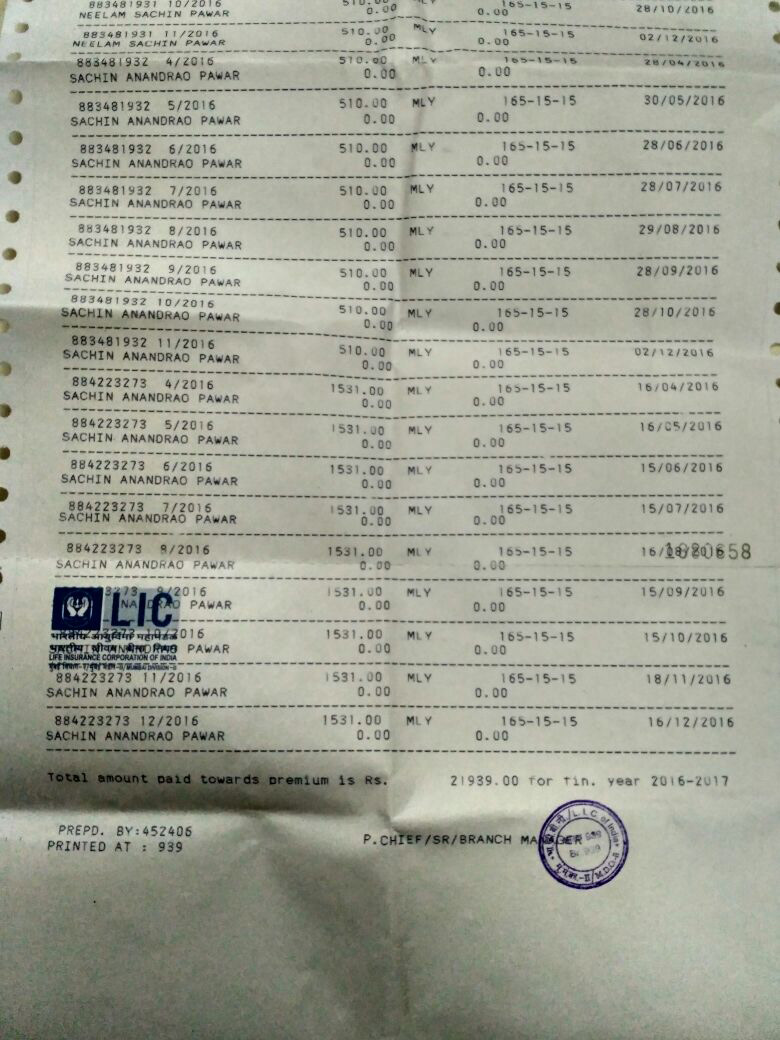 883481931 10/2016 510.00 165-15-15 28/10/2016
NEELAM SACHIN PAWAR 0.00 0.00
883481931 11/2016 510.00 MLY 165-15-15 02/12/2016
NEELAM SACHIN PAWAR 0.00 0.00
883481932 4/2016 510.00 MLY 165-15-15 28/04/2016
SACHIN ANANDRAO PAWAR 0.00 0.00
883481932 5/2016 510.00 MLY 165-15-15 30/05/2016
SACHIN ANANDRAO PAWAR 0.00 0.00
883481932 6/2016 510.00 MLY 165-15-15 28/06/2016
SACHIN ANANDRAO PAWAR 0.00 0.00
883481932 7/2016 510.00 MLY 165-15-15 28/07/2016
SACHIN ANANDRAO PAWAR 0.00 0.00
883481932 8/2016 510.00 MLY 165-15-15 29/08/2016
SACHIN ANANDRAO PAWAR 0.00 0.00
883481932 9/2016 510.00 MLY 165-15-15 28/09/2016
SACHIN ANANDRAO PAWAR 0.00 0.00
883481932 10/2016 510.00 MLY 165-15-15 28/10/2016
SACHIN ANANDRAO PAWAR 0.00 0.00
883481932 11/2016 510.00 MLY 165-15-15 02/12/2016
SACHIN ANANDRAO PAWAR 0.00 0.00
884223273 4/2016 1531.00 MLY 165-15-15 16/04/2016
SACHIN ANANDRAO PAWAR 0.00 0.00
884223273 5/2016 1531.00 MLY 165-15-15 16/05/2016
SACHIN ANANDRAO PAWAR 0.00 0.00
884223273 6/2016 1531.00 MLY 165-15-15 15/06/2016
SACHIN ANANDRAO PAWAR 0.00 0.00
884223273 7/2016 1531.00 MLY 165-15-15 15/07/2016
SACHIN ANANDRAO PAWAR 0.00 0.00
884223273 8/2016 1531.00 MLY 165-15-15
SACHIN ANANDRAO PAWAR 0.00 0.00
9/2016 1531.00 MLY 165-15-15 15/09/2016
LIC PAWAR 0.00 0.00
10/2016 1531.00 MLY 165-15-15 15/10/2016
PAWAR 0.00 0.00
LIFE INSURANCE CORPORATION OF INDIA
884223273 11/2016 1531.00 MLY 165-15-15 18/11/2016
SACHIN ANANDRAO PAWAR 0.00 0.00
884223273 12/2016 1531.00 MLY 165-15-15 16/12/2016
SACHIN ANANDRAO PAWAR 0.00 0.00
Total amount paid towards premium is Rs. 21939.00 for fin. year 2016-2017
PREPD. BY:452406
PRINTED AT : 939
P.CHIEF/SR/BRANCH MANAGER
L.I.C of India
939